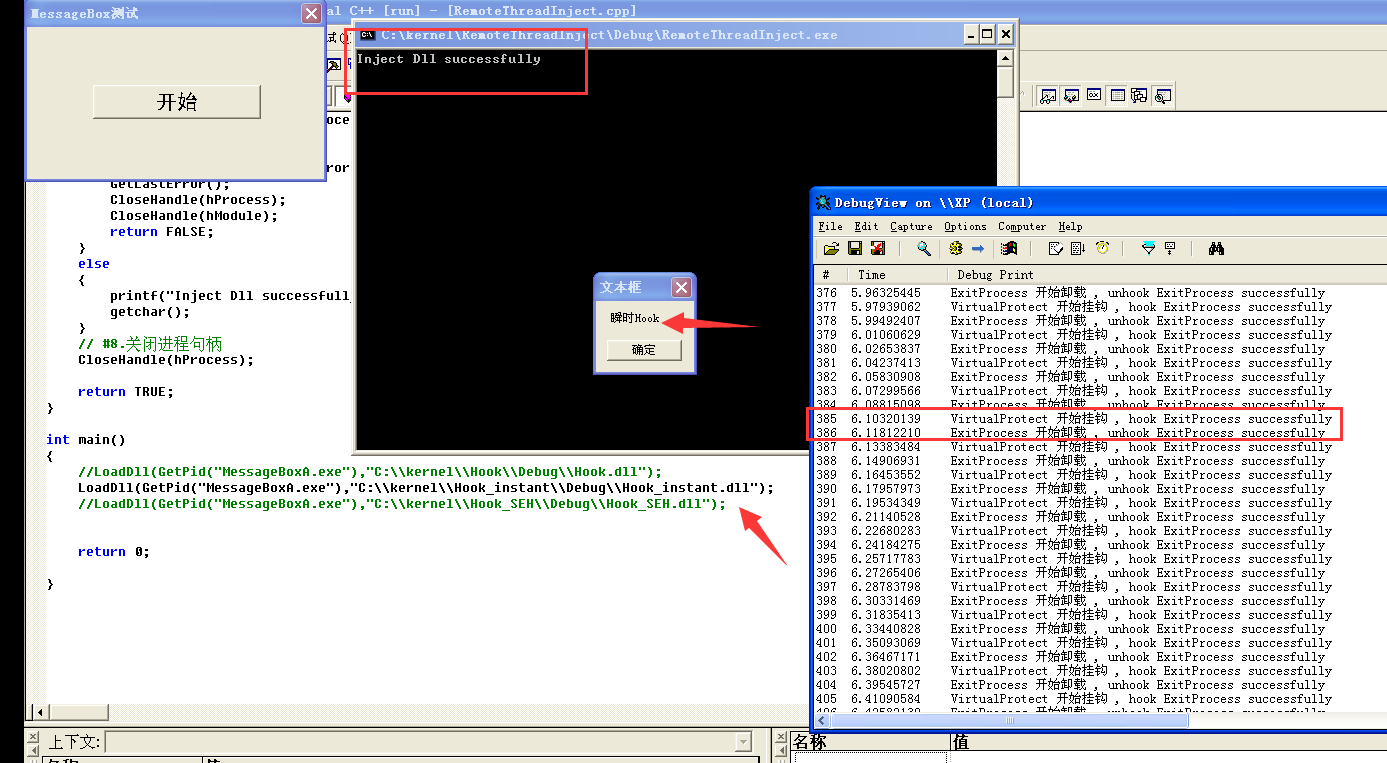 MessageBox测试
开始
al C++ [run] - [RemoteThreadInject.cpp]
C:\kernel\RemoteThreadInject\Debug\RemoteThreadInject.exe
Inject Dll successfully
GetLastError();
CloseHandle(hProcess);
CloseHandle(hModule);
return FALSE;
}
else
{
printf("Inject Dll successfull
getchar();
}
// #8.关闭进程句柄
CloseHandle(hProcess);
return TRUE;
}
int main()
{
//LoadDll(GetPid("MessageBoxA.exe"),"C:\\kernel\\Hook\\Debug\\Hook.dll");
LoadDll(GetPid("MessageBoxA.exe"),"C:\\kernel\\Hook_instant\\Debug\\Hook_instant.dll");
//LoadDll(GetPid("MessageBoxA.exe"),"C:\\kernel\\Hook_SEH\\Debug\\Hook_SEH.dll");
return 0;
}
文本框
瞬时Hook
确定
DebugView on \\XP (local)
File Edit Capture Options Computer Help
# Time Debug Print
376 5.96325445 ExitProcess 开始卸载 , unhook ExitProcess successfully
377 5.97939062 VirtualProtect 开始挂钩 , hook ExitProcess successfully
378 5.99492407 ExitProcess 开始卸载 , unhook ExitProcess successfully
379 6.01060629 VirtualProtect 开始挂钩 , hook ExitProcess successfully
380 6.02653837 ExitProcess 开始卸载 , unhook ExitProcess successfully
381 6.04237413 VirtualProtect 开始挂钩 , hook ExitProcess successfully
382 6.05830908 ExitProcess 开始卸载 , unhook ExitProcess successfully
383 6.07299566 VirtualProtect 开始挂钩 , hook ExitProcess successfully
384 6.08815098 ExitProcess 开始卸载 , unhook ExitProcess successfully
385 6.10320139 VirtualProtect 开始挂钩 , hook ExitProcess successfully
386 6.11812210 ExitProcess 开始卸载 , unhook ExitProcess successfully
387 6.13383484 VirtualProtect 开始挂钩 , hook ExitProcess successfully
388 6.14906931 ExitProcess 开始卸载 , unhook ExitProcess successfully
389 6.16453552 VirtualProtect 开始挂钩 , hook ExitProcess successfully
390 6.17957973 ExitProcess 开始卸载 , unhook ExitProcess successfully
391 6.19534349 VirtualProtect 开始挂钩 , hook ExitProcess successfully
392 6.21140528 ExitProcess 开始卸载 , unhook ExitProcess successfully
393 6.22680283 VirtualProtect 开始挂钩 , hook ExitProcess successfully
394 6.24184275 ExitProcess 开始卸载 , unhook ExitProcess successfully
395 6.25717783 VirtualProtect 开始挂钩 , hook ExitProcess successfully
396 6.27265406 ExitProcess 开始卸载 , unhook ExitProcess successfully
397 6.28783798 VirtualProtect 开始挂钩 , hook ExitProcess successfully
398 6.30331469 ExitProcess 开始卸载 , unhook ExitProcess successfully
399 6.31835413 VirtualProtect 开始挂钩 , hook ExitProcess successfully
400 6.33440828 ExitProcess 开始卸载 , unhook ExitProcess successfully
401 6.35093069 VirtualProtect 开始挂钩 , hook ExitProcess successfully
402 6.36467171 ExitProcess 开始卸载 , unhook ExitProcess successfully
403 6.38020802 VirtualProtect 开始挂钩 , hook ExitProcess successfully
404 6.39545727 ExitProcess 开始卸载 , unhook ExitProcess successfully
405 6.41090584 VirtualProtect 开始挂钩 , hook ExitProcess successfully
上下文:
名称 值